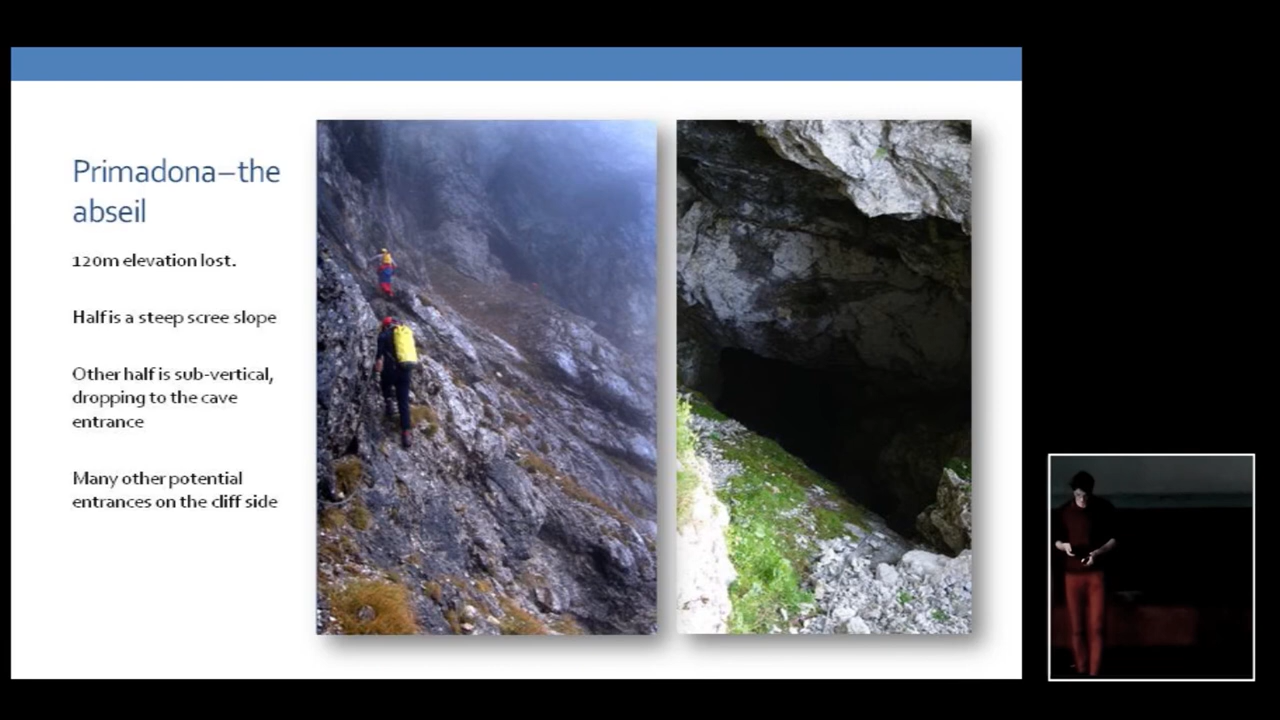 Primadona–the
abseil
120m elevation lost.
Half is a steep scree slope
Other half is sub-vertical,
dropping to the cave
entrance
Many other potential
entrances on the cliff side